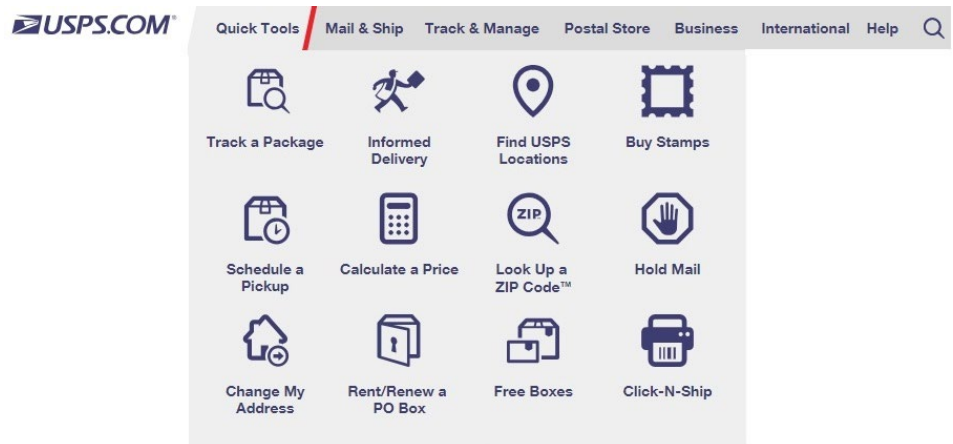 USPS.COM®
Quick Tools Mail & Ship Track & Manage Postal Store Business International Help
Track a Package
Informed
Delivery
Find USPS
Locations
Buy Stamps
ZIP
Schedule a
Pickup
Calculate a Price
Look Up a
ZIP Code™
Hold Mail
Change My
Address
Rent/Renew a
PO Box
Free Boxes
Click-N-Ship